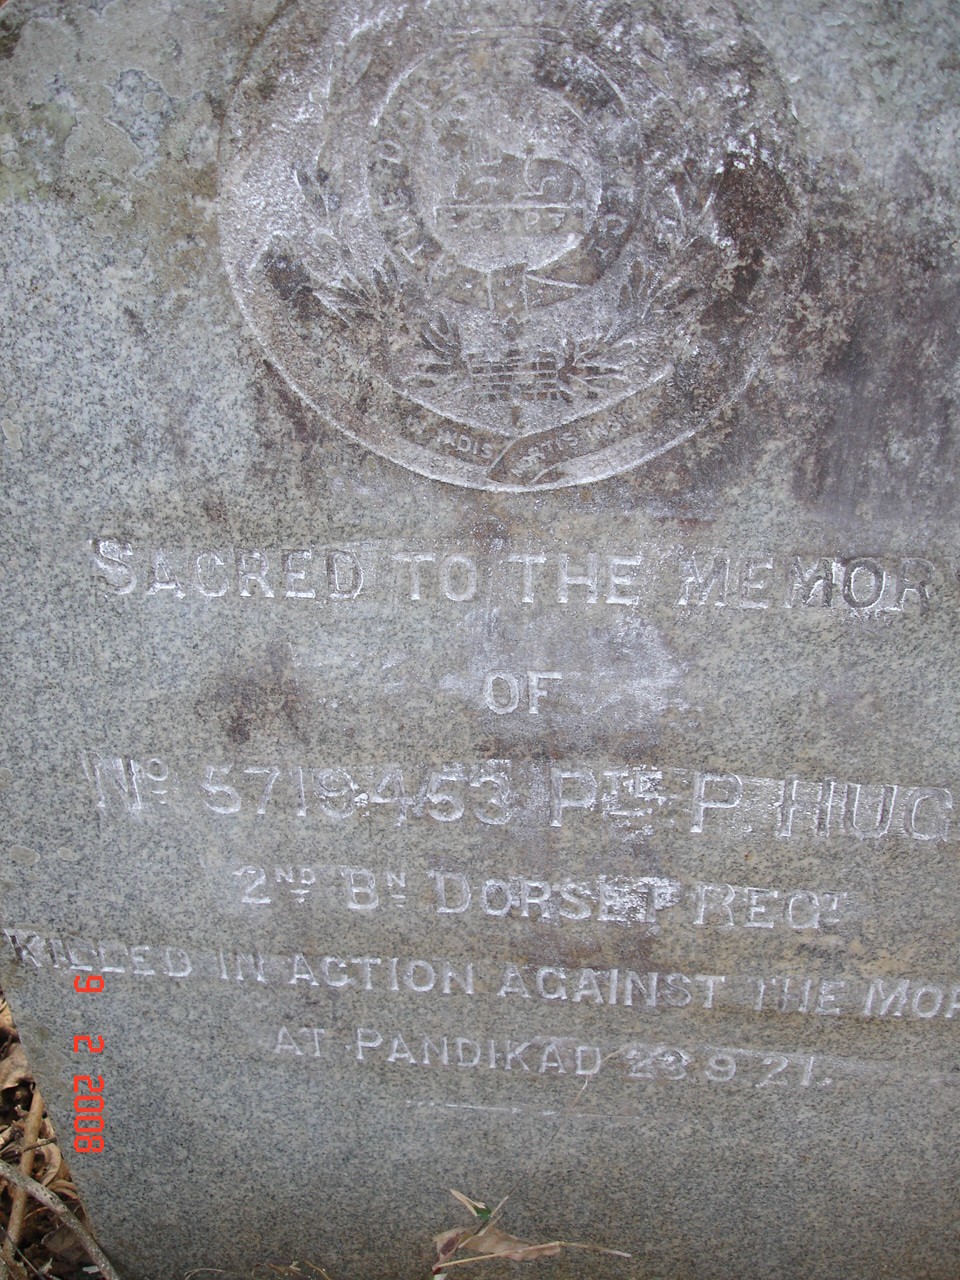 SACRED TO THE MEMOR
OF
No 5719453 PTE P. HUG
2ND BN DORSET REGT
KILLED IN ACTION AGAINST THE MOP
AT PANDIKAD 23 9 21.
9 2 2008